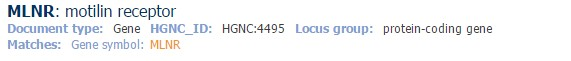 MLNR: motilin receptor
Document type: Gene HGNC_ID: HGNC:4495 Locus group: protein-coding gene
Matches: Gene symbol: MLNR